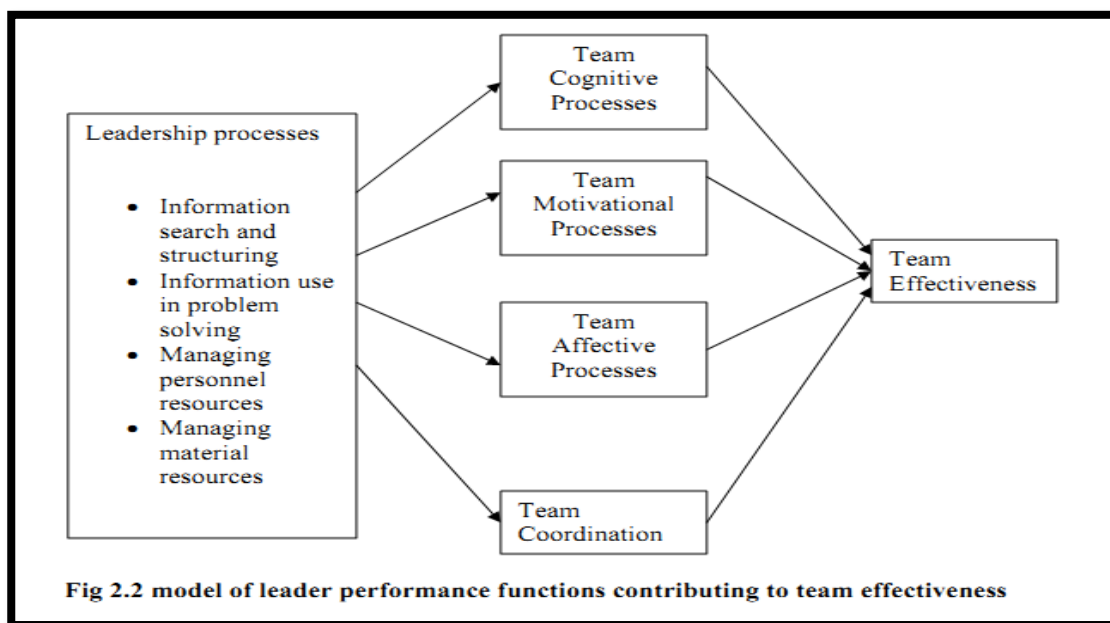 Leadership processes
• Information
search and
structuring
• Information use
in problem
solving
• Managing
personnel
resources
• Managing
material
resources
Team
Cognitive
Processes
Team
Motivational
Processes
Team
Affective
Processes
Team
Coordination
Team
Effectiveness
Fig 2.2 model of leader performance functions contributing to team effectiveness